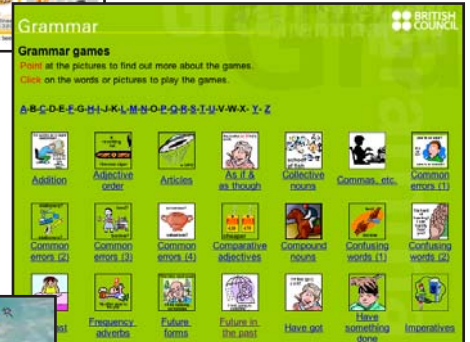 Grammar
BRITISH
COUNCIL
Grammar games
Point at the pictures to find out more about the games.
Click on the words or pictures to play the games.
A-B-C-D-E-F-G-H-I-J-K-L-M-N-O-P-Q-R-S-T-U-V-W-X- Y- Z
Addition
Adjective
order
Articles
As if &
as though
Collective
nouns
Commas, etc.
Common
errors (1)
Common
errors (2)
Common
errors (3)
Common
errors (4)
Comparative
adjectives
Compound
nouns
Confusing
words (1)
Confusing
words (2)
Frequency
adverbs
Future
forms
Future in
the past
Have got
Have
something
done
Imperatives